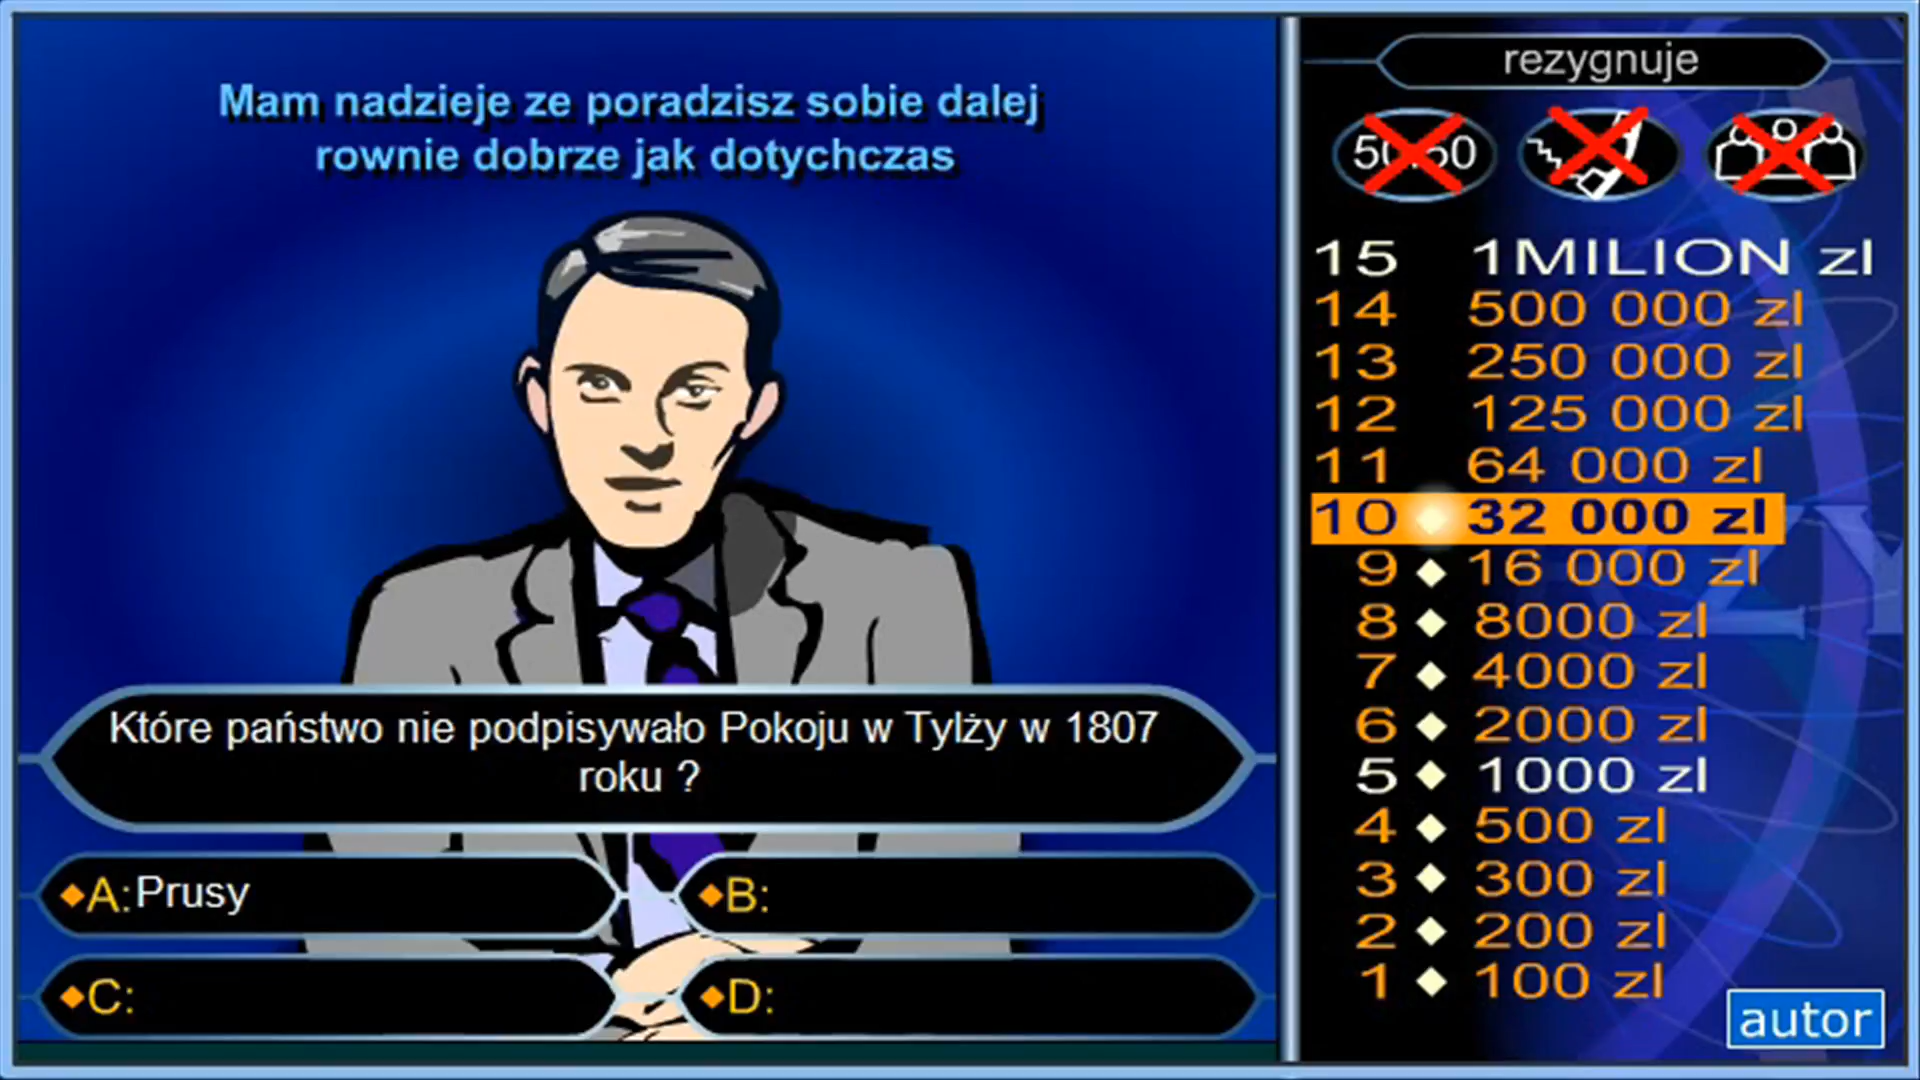 Mam nadzieje ze poradzisz sobie dalej
rownie dobrze jak dotychczas
Które państwo nie podpisywało Pokoju w Tylży w 1807
roku ?
A: Prusy
B:
C:
D:
rezygnuje
50:50
15 1MILION zl
14 500 000 zl
13 250 000 zl
12 125 000 zl
11 64 000 zl
10 32 000 zl
9 16 000 zl
8 8000 zl
7 4000 zl
6 2000 zl
5 1000 zl
4 500 zl
3 300 zl
2 200 zl
1 100 zl
autor